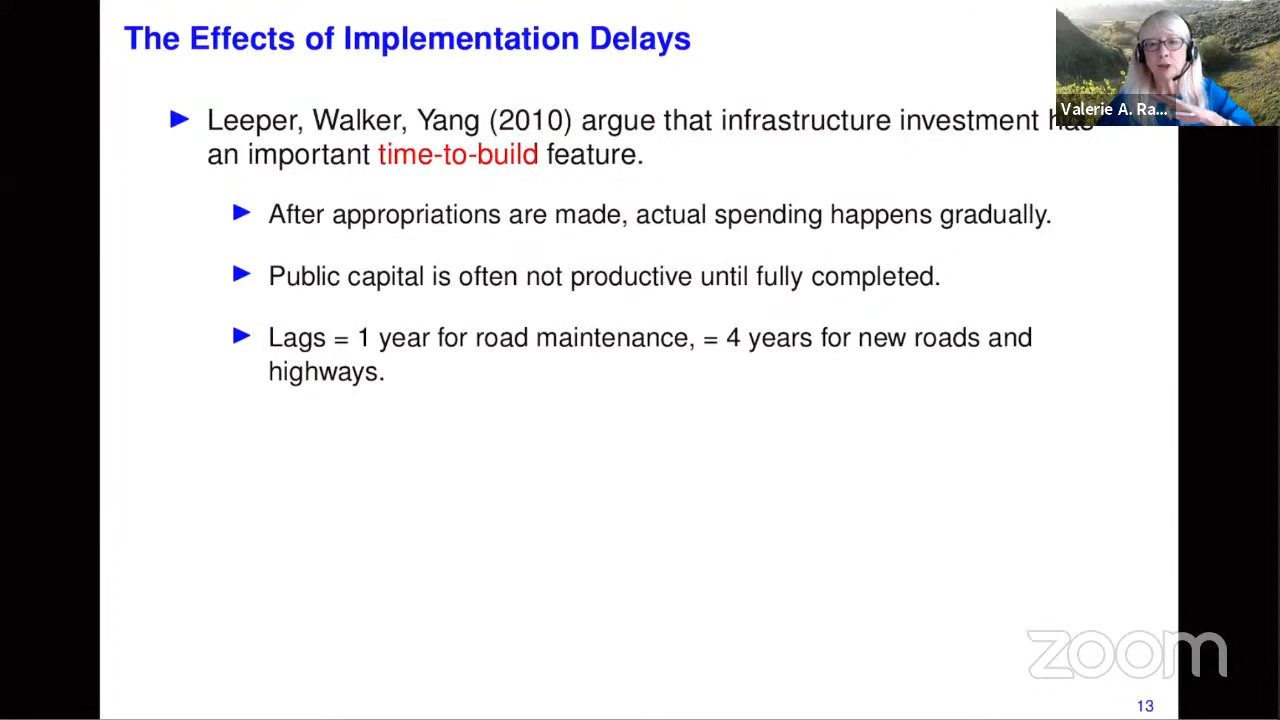 The Effects of Implementation Delays
Leeper, Walker, Yang (2010) argue that infrastructure investment has
an important time-to-build feature.
After appropriations are made, actual spending happens gradually.
Public capital is often not productive until fully completed.
Lags = 1 year for road maintenance, = 4 years for new roads and
highways.
Valerie A. Ra...
zoom
13